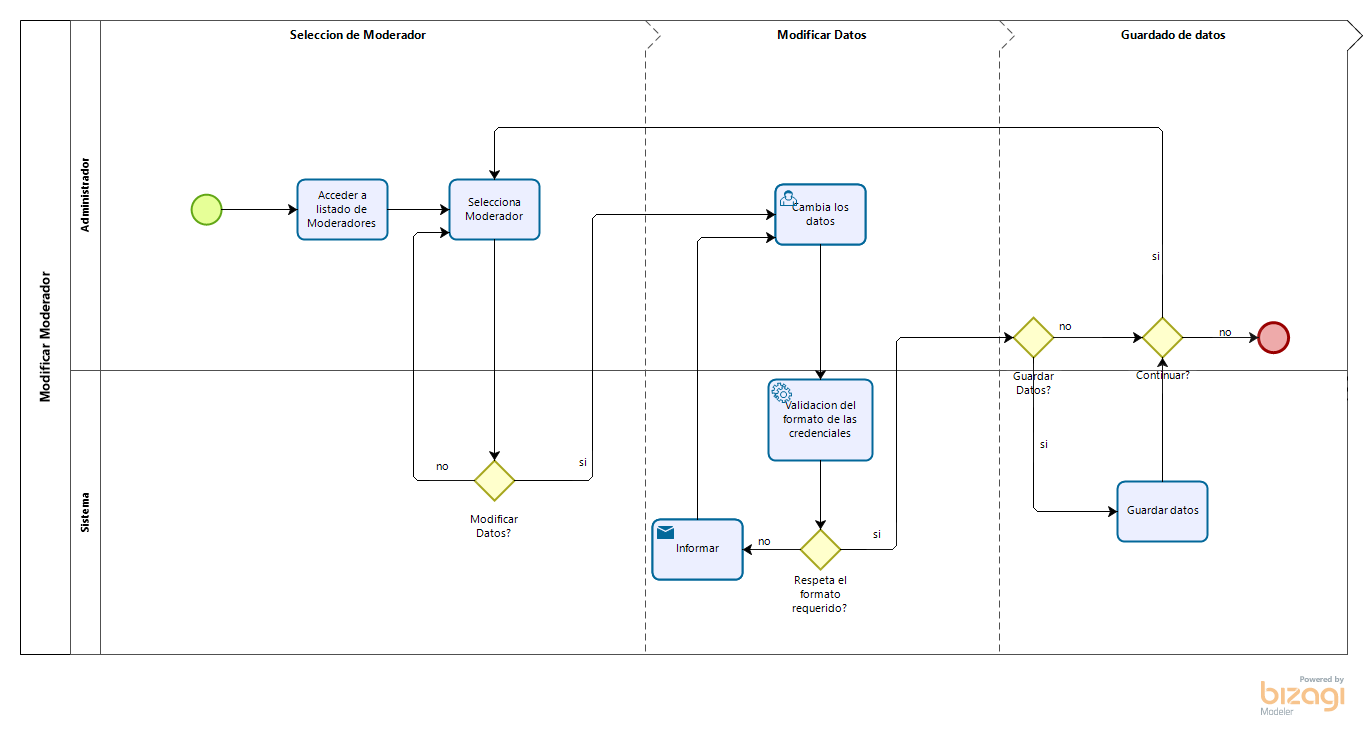 Seleccion de Moderador
Modificar Datos
Guardado de datos
Modificar Moderador
Administrador
Acceder a
listado de
Moderadores
Selecciona
Moderador
Cambia los
datos
si
no
no
Guardar
Datos?
Continuar?
Sistema
Validacion del
formato de las
credenciales
no
si
Modificar
Datos?
Informar
no
si
Respeta el
formato
requerido?
si
Guardar datos
Powered by
bizagi
Modeler